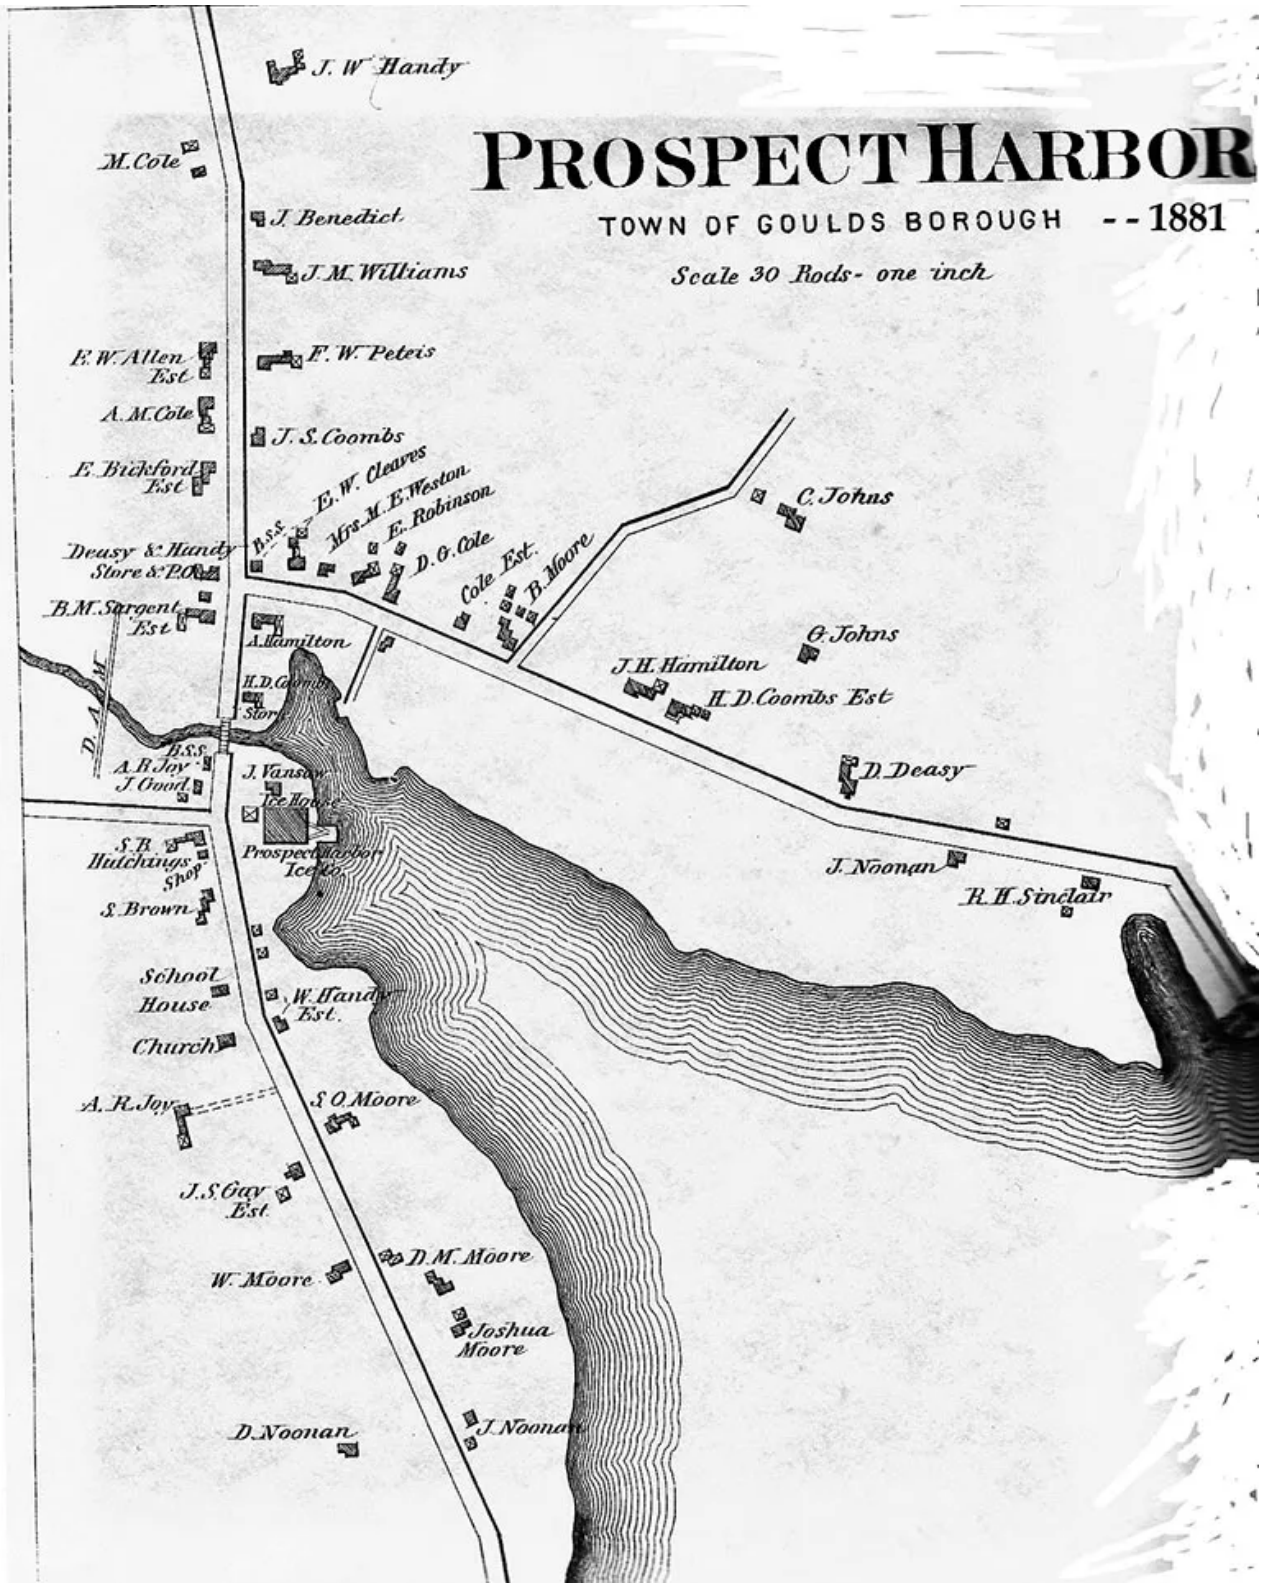 J. W. Handy
PROSPECT HARBOR
M. Cole
TOWN OF GOULDS BOROUGH -- 1881
J. Benedict
Scale 30 Rods - one inch
J. M. Williams
E. W. Allen
Est
F. W. Peteis
A. M. Cole
J. S. Coombs
E. Bickford
Est
B.S.S.
E. W. Cleaves
Mrs M. E. Weston
E. Robinson
D. G. Cole
Cole Est.
B. Moore
C. Johns
Deasy & Handy
Store & P.O.
B. M. Sargent
Est
A. Hamilton
G. Johns
J. H. Hamilton
H. D. Coombs Est
H. D. Coombs
Store
DAM
B.S.S.
A. R. Joy
J. Good
J. Vansaw
Ice House
Prospect Harbor
Ice Co.
D. Deasy
J. Noonan
R. H. Sinclair
S. B.
Hutchings
Shop
S. Brown
School
House
W. Handy
Est.
Church
A. R. Joy
S. O. Moore
J. S. Gay
Est
W. Moore
D. M. Moore
Joshua
Moore
D. Noonan
J. Noonan